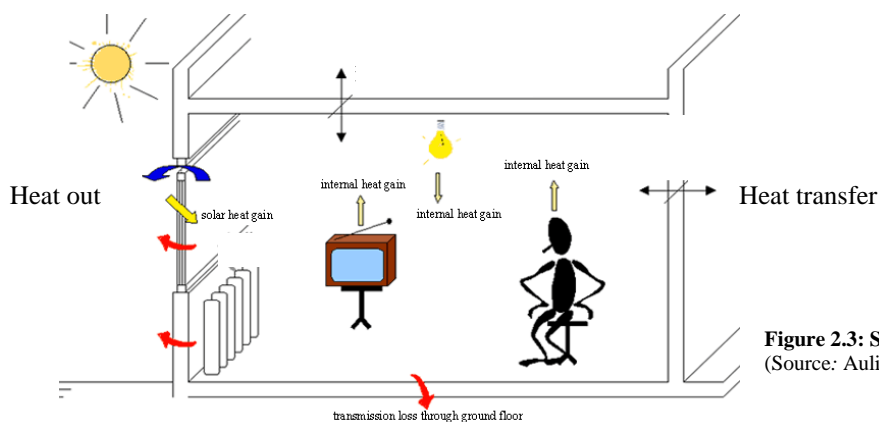 internal heat gain
internal heat gain
Heat out
Heat transfer
solar heat gain
internal heat gain
Figure 2.3: S
(Source: Auli
transmission loss through ground floor